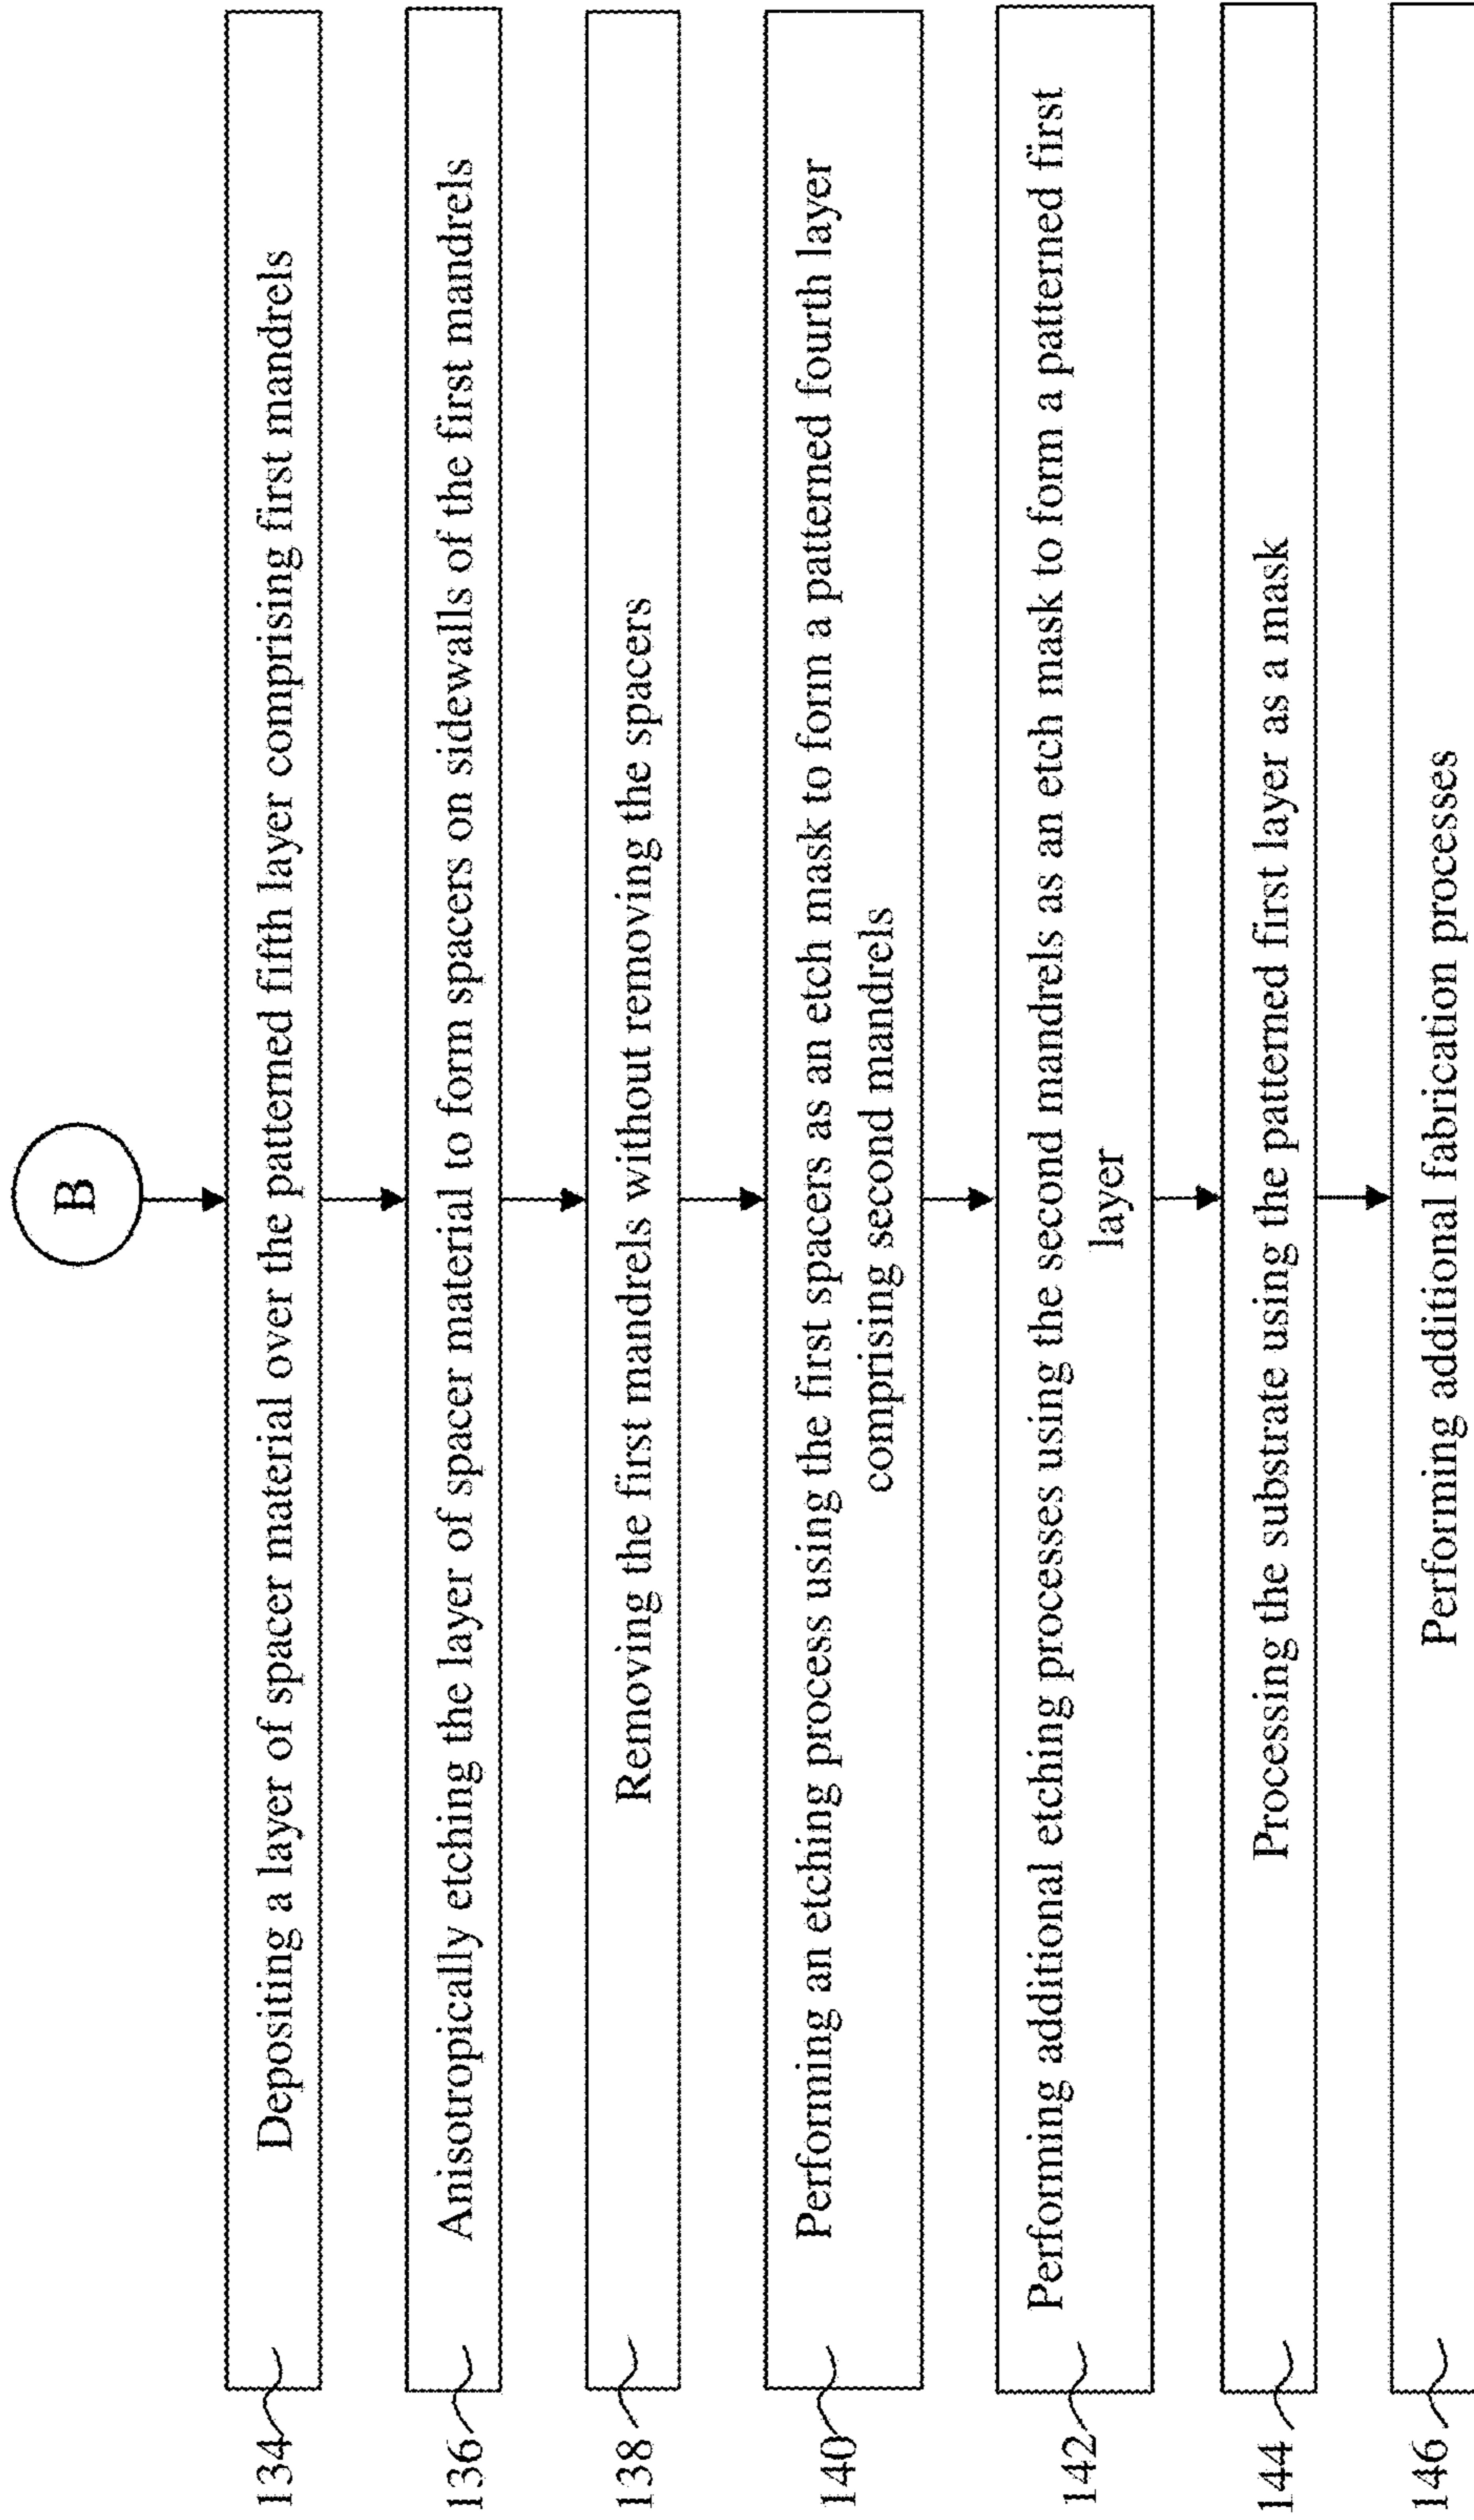 B
134
Depositing a layer of spacer material over the patterned fifth layer comprising first mandrels
136
Anisotropically etching the layer of spacer material to form spacers on sidewalls of the first mandrels
138
Removing the first mandrels without removing the spacers
140
Performing an etching process using the first spacers as an etch mask to form a patterned fourth layer
comprising second mandrels
142
Performing additional etching processes using the second mandrels as an etch mask to form a patterned first
layer
144
Processing the substrate using the patterned first layer as a mask
146
Performing additional fabrication processes